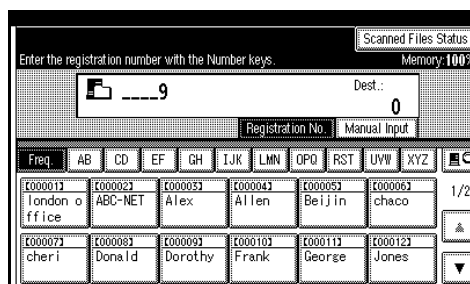 Scanned Files Status
Enter the registration number with the Number keys.
Memory:100%
____9
Dest.:
0
Registration No.
Manual Input
Freq. AB CD EF GH IJK LMN OPQ RST UVW XYZ
[00001] [00002] [00003] [00004] [00005] [00006]
london o ABC-NET Alex Allen Beijin chaco
ffice
1/2
[00007] [00008] [00009] [00010] [00011] [00012]
cheri Donald Dorothy Frank George Jones